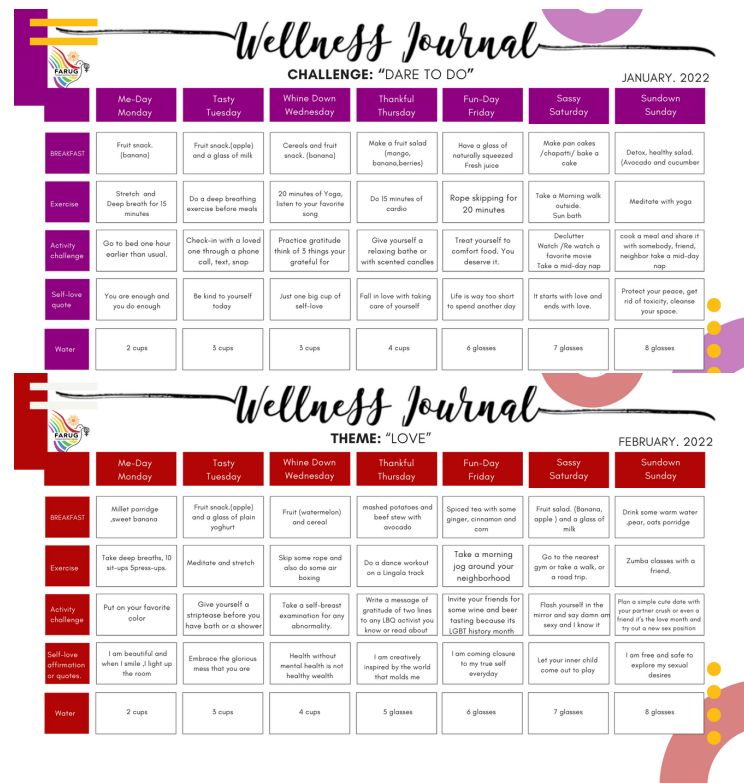 Wellness Journal
FARUG
CHALLENGE: "DARE TO DO"
JANUARY. 2022
Me-Day
Monday
Tasty
Tuesday
Whine Down
Wednesday
Thankful
Thursday
Fun-Day
Friday
Sassy
Saturday
Sundown
Sunday
BREAKFAST
Fruit snack.
(banana)
Fruit snack.(apple)
and a glass of milk
Cereals and fruit
snack. (banana)
Make a fruit salad
(mango,
banana,berries)
Have a glass of
naturally squeezed
Fresh juice
Make pan cakes
/chapatti/ bake a
cake
Detox, healthy salad.
(Avocado and cucumber
Exercise
Stretch and
Deep breath for 15
minutes
Do a deep breathing
exercise before meals
20 minutes of Yoga,
listen to your favorite
song
Do 15 minutes of
cardio
Rope skipping for
20 minutes
Take a Morning walk
outside.
Sun bath
Meditate with yoga
Activity
challenge
Go to bed one hour
earlier than usual.
Check-in with a loved
one through a phone
call, text, snap
Practice gratitude
think of 3 things your
grateful for
Give yourself a
relaxing bathe or
with scented candles
Treat yourself to
comfort food. You
deserve it.
Declutter
Watch /Re watch a
favorite movie
Take a mid-day nap
cook a meal and share it
with somebody, friend,
neighbor take a mid-day
nap
Self-love
quote
You are enough and
you do enough
Be kind to yourself
today
Just one big cup of
self-love
Fall in love with taking
care of yourself
Life is way too short
to spend another day
It starts with love and
ends with love.
Protect your peace, get
rid of toxicity, cleanse
your space.
Water
2 cups
3 cups
3 cups
4 cups
6 glasses
7 glasses
8 glasses
Wellness Journal
FARUG
THEME: "LOVE"
FEBRUARY. 2022
Me-Day
Monday
Tasty
Tuesday
Whine Down
Wednesday
Thankful
Thursday
Fun-Day
Friday
Sassy
Saturday
Sundown
Sunday
BREAKFAST
Millet porridge
,sweet banana
Fruit snack.(apple)
and a glass of plain
yoghurt
Fruit (watermelon)
and cereal
mashed potatoes and
beef stew with
avocado
Spiced tea with some
ginger, cinnamon and
corn
Fruit salad. (Banana,
apple ) and a glass of
milk
Drink some warm water
,pear, oats porridge
Exercise
Take deep breaths, 10
sit-ups 5press-ups.
Meditate and stretch
Skip some rope and
also do some air
boxing
Do a dance workout
on a Lingala track
Take a morning
jog around your
neighborhood
Go to the nearest
gym or take a walk, or
a road trip.
Zumba classes with a
friend.
Activity
challenge
Put on your favorite
color
Give yourself a
striptease before you
have bath or a shower
Take a self-breast
examination for any
abnormality.
Write a message of
gratitude of two lines
to any LBQ activist you
know or read about
Invite your friends for
some wine and beer
tasting because its
LGBT history month
Flash yourself in the
mirror and say damn am
sexy and I know it
Plan a simple cute date with
your partner crush or even a
friend it's the love month and
try out a new sex position
Self-love
affirmation
or quotes.
I am beautiful and
when I smile ,I light up
the room
Embrace the glorious
mess that you are
Health without
mental health is not
healthy wealth
I am creatively
inspired by the world
that molds me
I am coming closure
to my true self
everyday
Let your inner child
come out to play
I am free and safe to
explore my sexual
desires
Water
2 cups
3 cups
4 cups
5 glasses
6 glasses
7 glasses
8 glasses